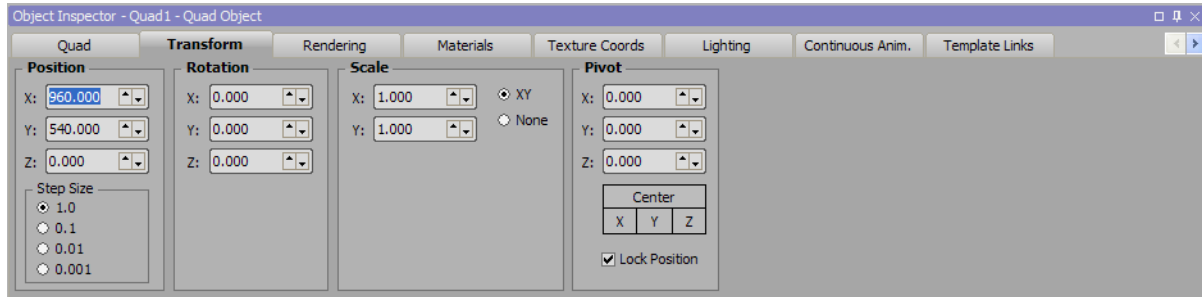 Object Inspector - Quad1 - Quad Object
Quad Transform Rendering Materials Texture Coords Lighting Continuous Anim. Template Links
Position Rotation Scale Pivot
X: 960.000 X: 0.000 X: 1.000 XY X: 0.000
Y: 540.000 Y: 0.000 Y: 1.000 None Y: 0.000
Z: 0.000 Z: 0.000 Z: 0.000
Step Size
1.0
0.1
0.01
0.001
Center
X Y Z
Lock Position